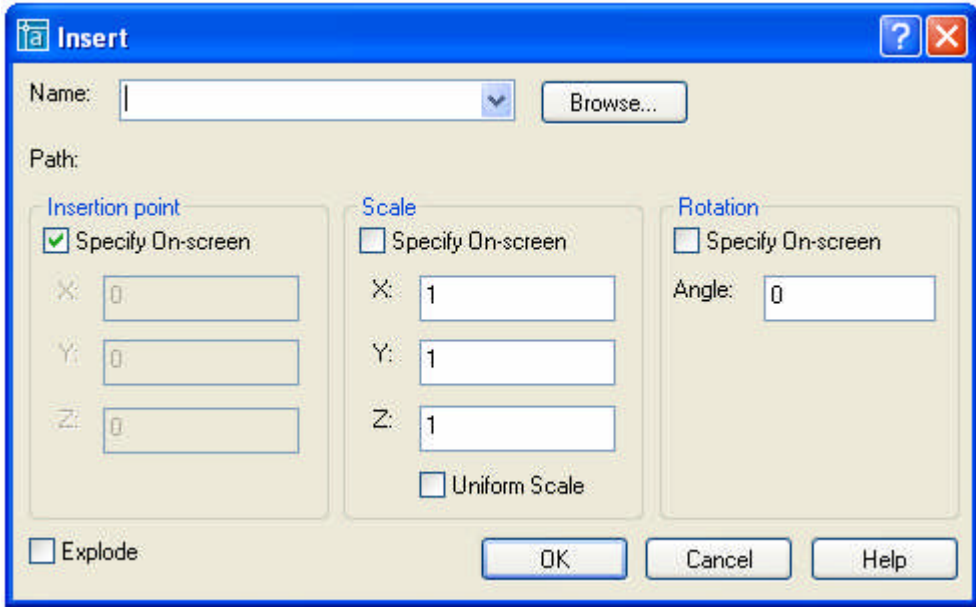 a Insert ?
Name: Browse...
Path:
Insertion point Scale Rotation
Specify On-screen Specify On-screen Specify On-screen
X: 0 X: 1 Angle: 0
Y: 0 Y: 1
Z: 0 Z: 1
Uniform Scale
Explode OK Cancel Help